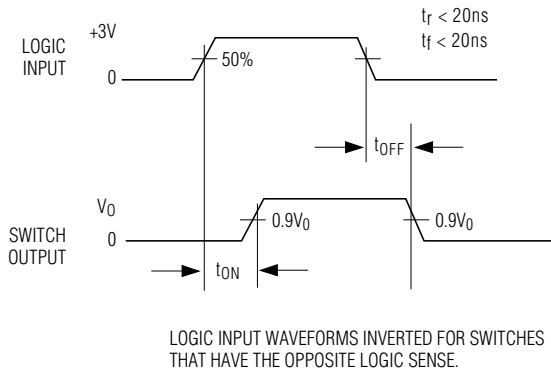 t_r < 20ns
t_f < 20ns
+3V
LOGIC
INPUT
50%
0
t_OFF
V_O
0.9V_0
0.9V_0
SWITCH
OUTPUT
0
t_ON
LOGIC INPUT WAVEFORMS INVERTED FOR SWITCHES
THAT HAVE THE OPPOSITE LOGIC SENSE.